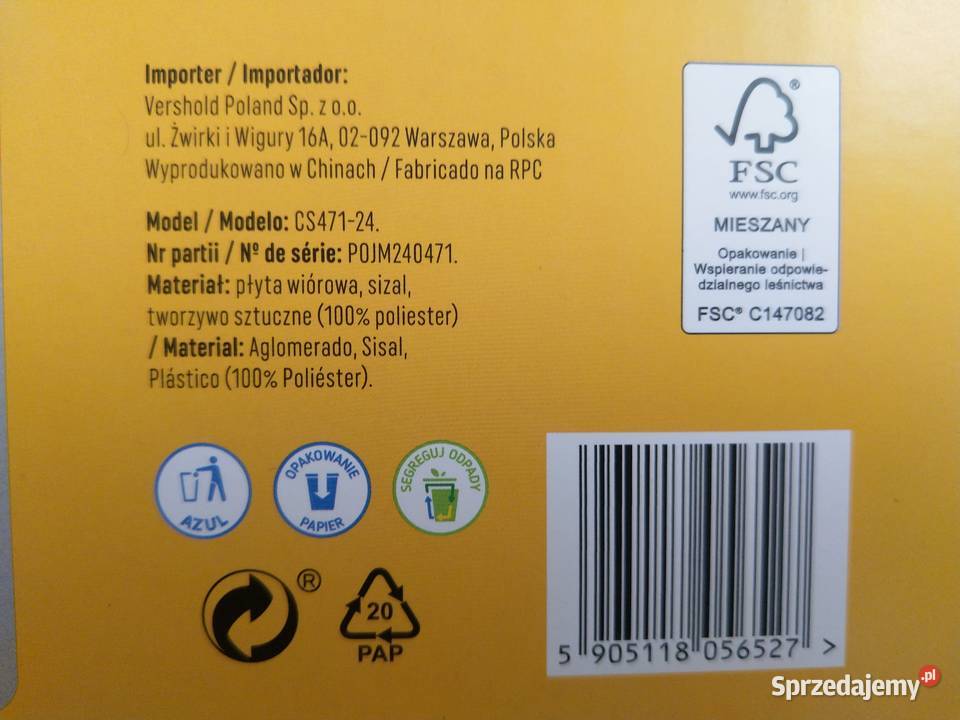 Importer / Importador:
Vershold Poland Sp. z o.o.
ul. Żwirki i Wigury 16A, 02-092 Warszawa, Polska
Wyprodukowano w Chinach / Fabricado na RPC
Model / Modelo: CS471-24.
Nr partii / Nº de série: POJM240471.
Materiał: płyta wiórowa, sizal,
tworzywo sztuczne (100% poliester)
/ Material: Aglomerado, Sisal,
Plástico (100% Poliéster).
®
FSC
www.fsc.org
MIESZANY
Opakowanie |
Wspieranie odpowie-
dzialnego leśnictwa
FSC® C147082
AZUL
OPAKOWANIE
PAPIER
SEGREGUJ ODPADY
®
20
PAP
5 905118 056527 >
Sprzedajemy.pl